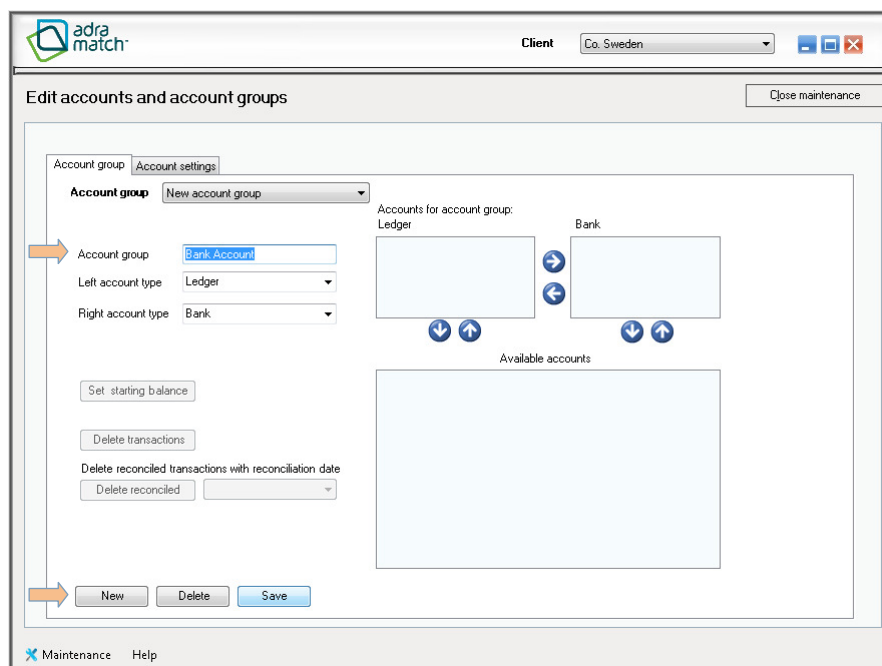 adra
match™
Client
Co. Sweden
Edit accounts and account groups
Close maintenance
Account group
Account settings
Account group
New account group
Accounts for account group:
Ledger
Bank
Account group
Bank Account
Left account type
Ledger
Right account type
Bank
Available accounts
Set starting balance
Delete transactions
Delete reconciled transactions with reconciliation date
Delete reconciled
New
Delete
Save
Maintenance
Help